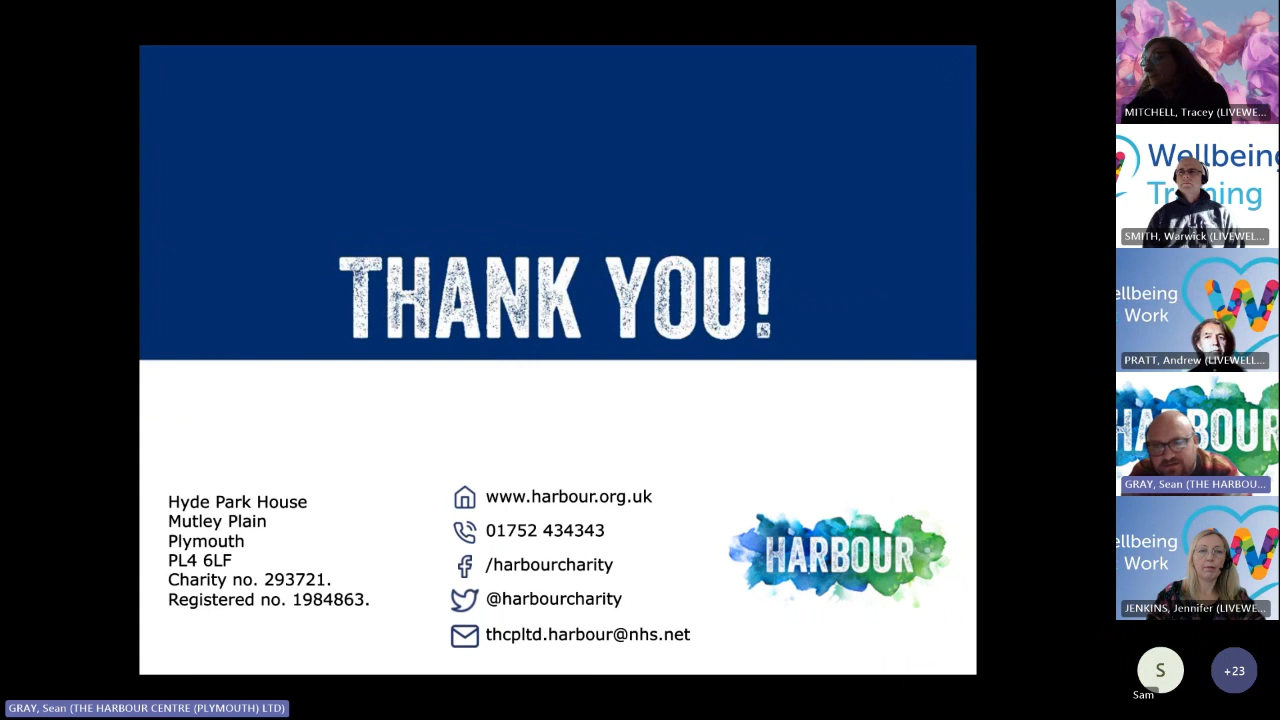 THANK YOU!
Hyde Park House
Mutley Plain
Plymouth
PL4 6LF
Charity no. 293721.
Registered no. 1984863.
www.harbour.org.uk
01752 434343
/harbourcharity
@harbourcharity
thcpltd.harbour@nhs.net
HARBOUR
MITCHELL, Tracey (LIVEWE...
Wellbeing
Training
SMITH, Warwick (LIVEWEL...
ellbeing
Work
PRATT, Andrew (LIVEWELL...
HARBOUR
GRAY, Sean (THE HARBOU...
ellbeing
Work
JENKINS, Jennifer (LIVEWE...
S
Sam
+23
GRAY, Sean (THE HARBOUR CENTRE (PLYMOUTH) LTD)